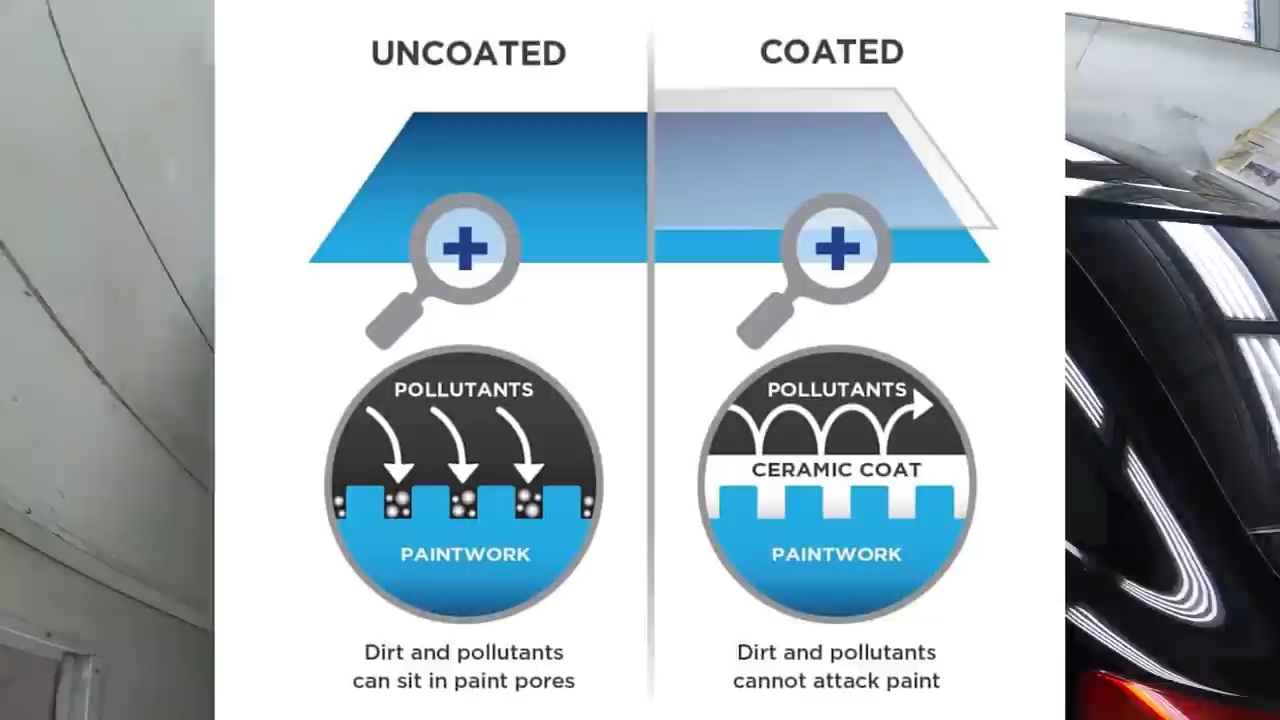 UNCOATED
COATED
POLLUTANTS
PAINTWORK
POLLUTANTS
CERAMIC COAT
PAINTWORK
Dirt and pollutants
can sit in paint pores
Dirt and pollutants
cannot attack paint